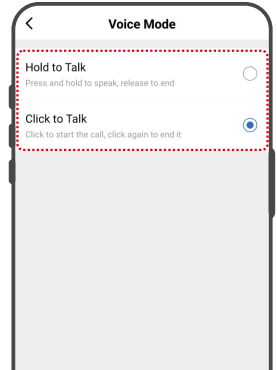 Voice Mode
Hold to Talk
Press and hold to speak, release to end
Click to Talk
Click to start the call, click again to end it